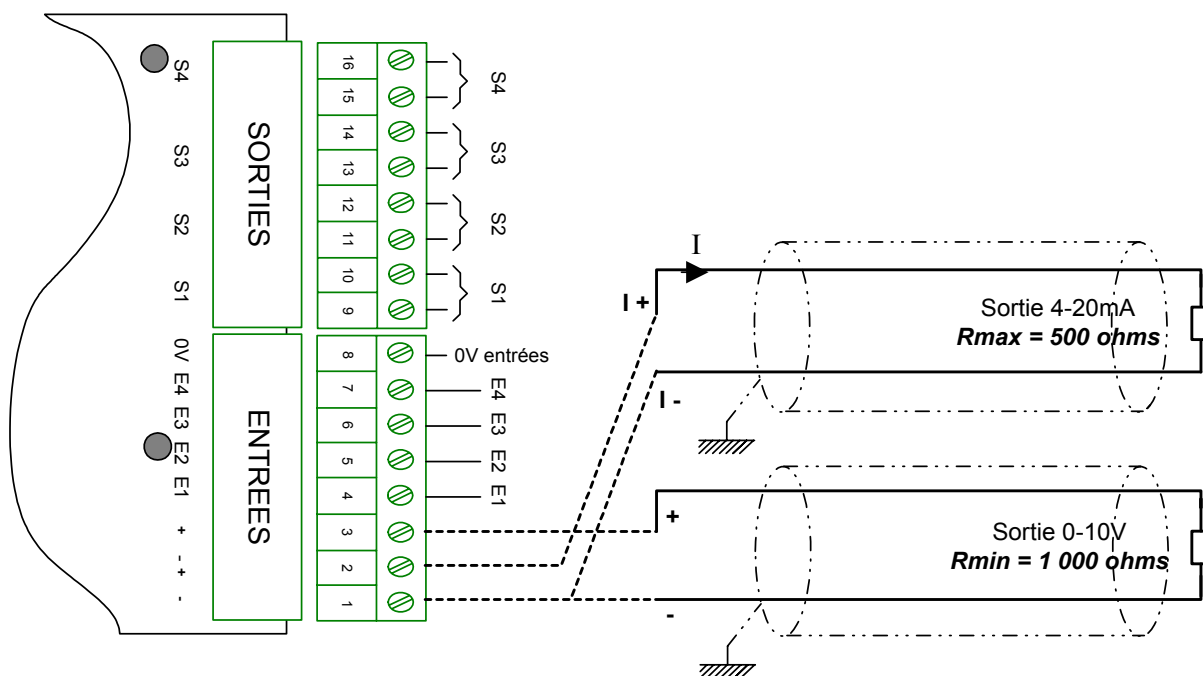 S4
S3
S2
S1
0V E4 E3 E2 E1 + - + -
SORTIES
ENTREES
16
15
14
13
12
11
10
9
8
7
6
5
4
3
2
1
S4
S3
S2
S1
0V entrées
E4
E3
E2
E1
I
I +
Sortie 4-20mA
Rmax = 500 ohms
I -
+
Sortie 0-10V
Rmin = 1 000 ohms
-